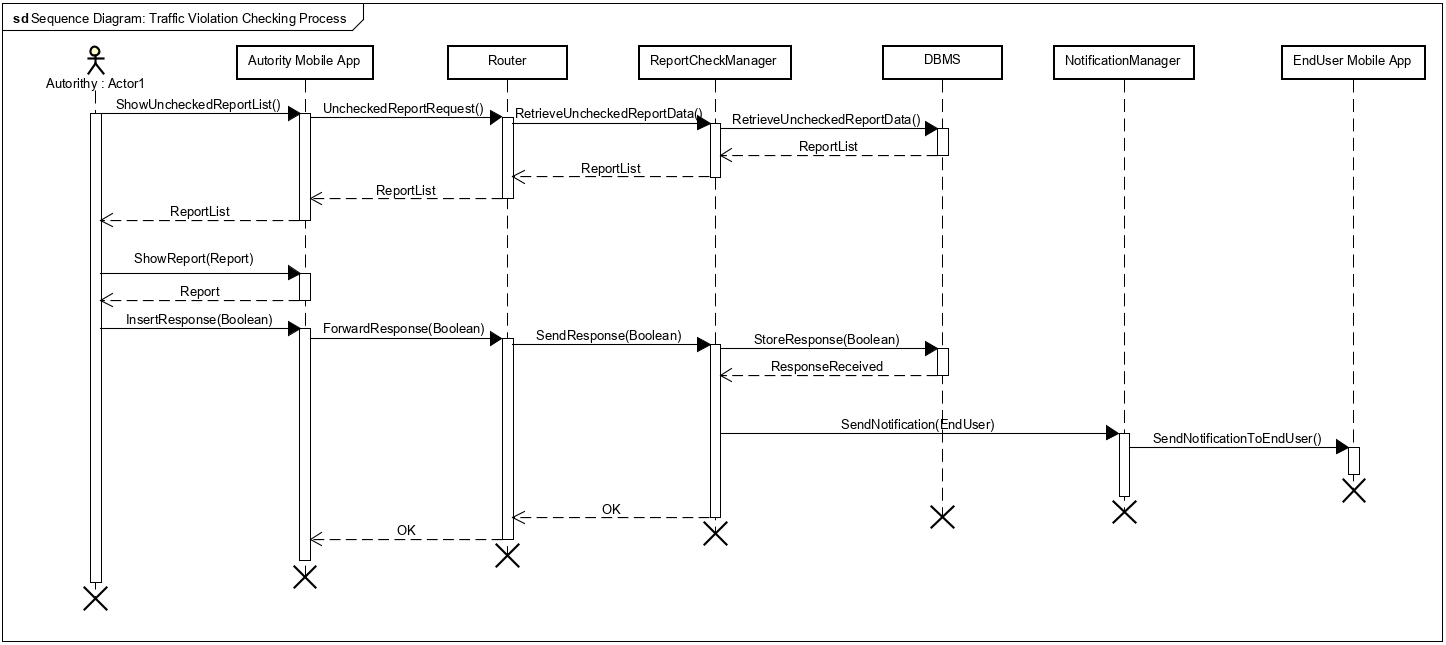 sd Sequence Diagram: Traffic Violation Checking Process
Autorithy : Actor1
Autority Mobile App
Router
ReportCheckManager
DBMS
NotificationManager
EndUser Mobile App
ShowUncheckedReportList()
UncheckedReportRequest()
RetrieveUncheckedReportData()
RetrieveUncheckedReportData()
ReportList
ReportList
ReportList
ReportList
ShowReport(Report)
Report
InsertResponse(Boolean)
ForwardResponse(Boolean)
SendResponse(Boolean)
StoreResponse(Boolean)
ResponseReceived
SendNotification(EndUser)
SendNotificationToEndUser()
OK
OK